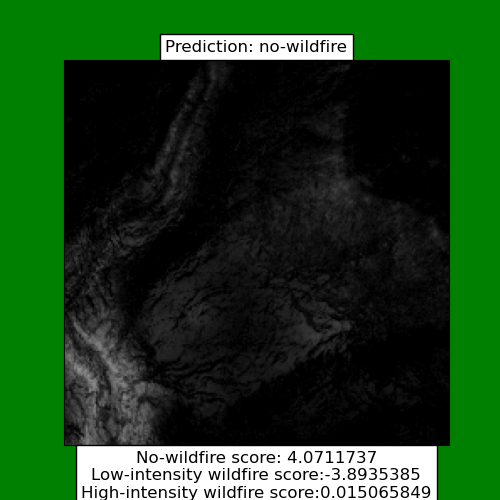 Prediction: no-wildfire
No-wildfire score: 4.0711737
Low-intensity wildfire score:-3.8935385
High-intensity wildfire score:0.015065849